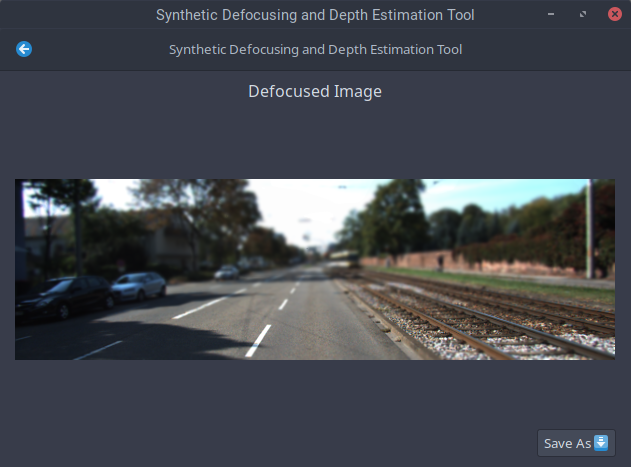 Synthetic Defocusing and Depth Estimation Tool
Synthetic Defocusing and Depth Estimation Tool
Defocused Image
Save As